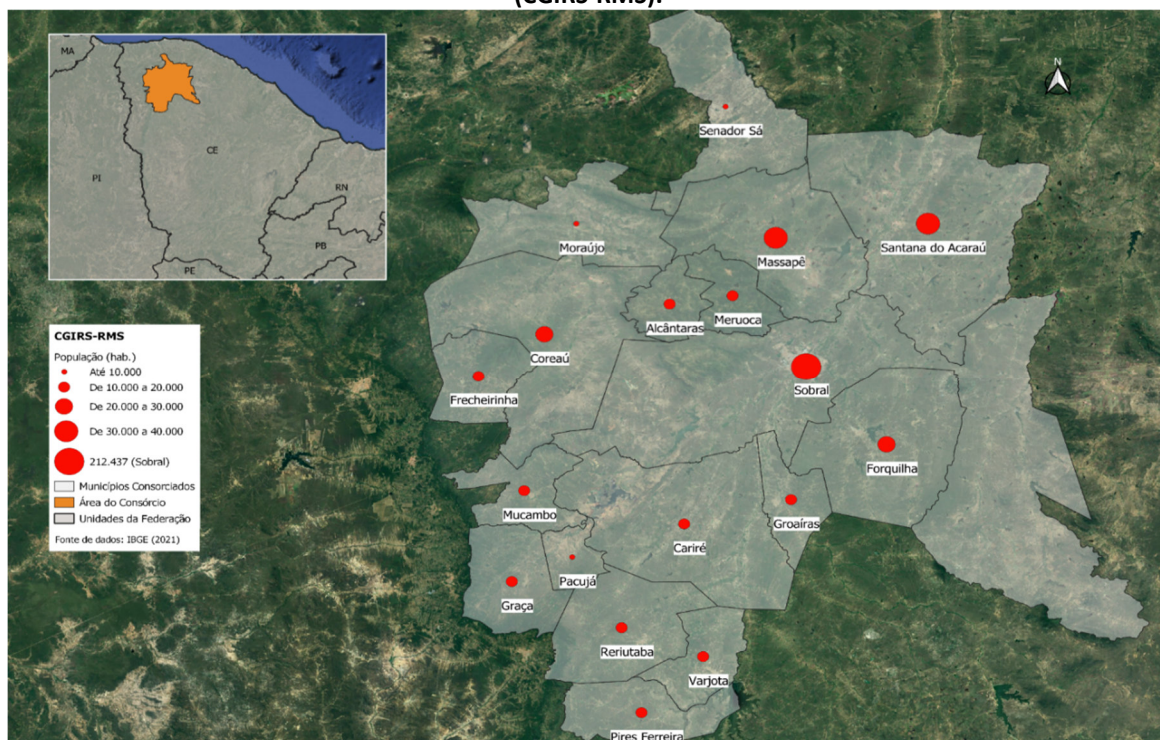 (CGIRS-RMS).
MA
PI
CE
RN
PB
PE
Senador Sá
Moraújo
Massapê
Santana do Acaraú
Alcântaras
Meruoca
Coreaú
Frecheirinha
Sobral
Forquilha
Mucambo
Groaíras
Cariré
Pacujá
Graça
Reriutaba
Varjota
Pires Ferreira
CGIRS-RMS
População (hab.)
Até 10.000
De 10.000 a 20.000
De 20.000 a 30.000
De 30.000 a 40.000
212.437 (Sobral)
Municípios Consorciados
Área do Consórcio
Unidades da Federação
Fonte de dados: IBGE (2021)